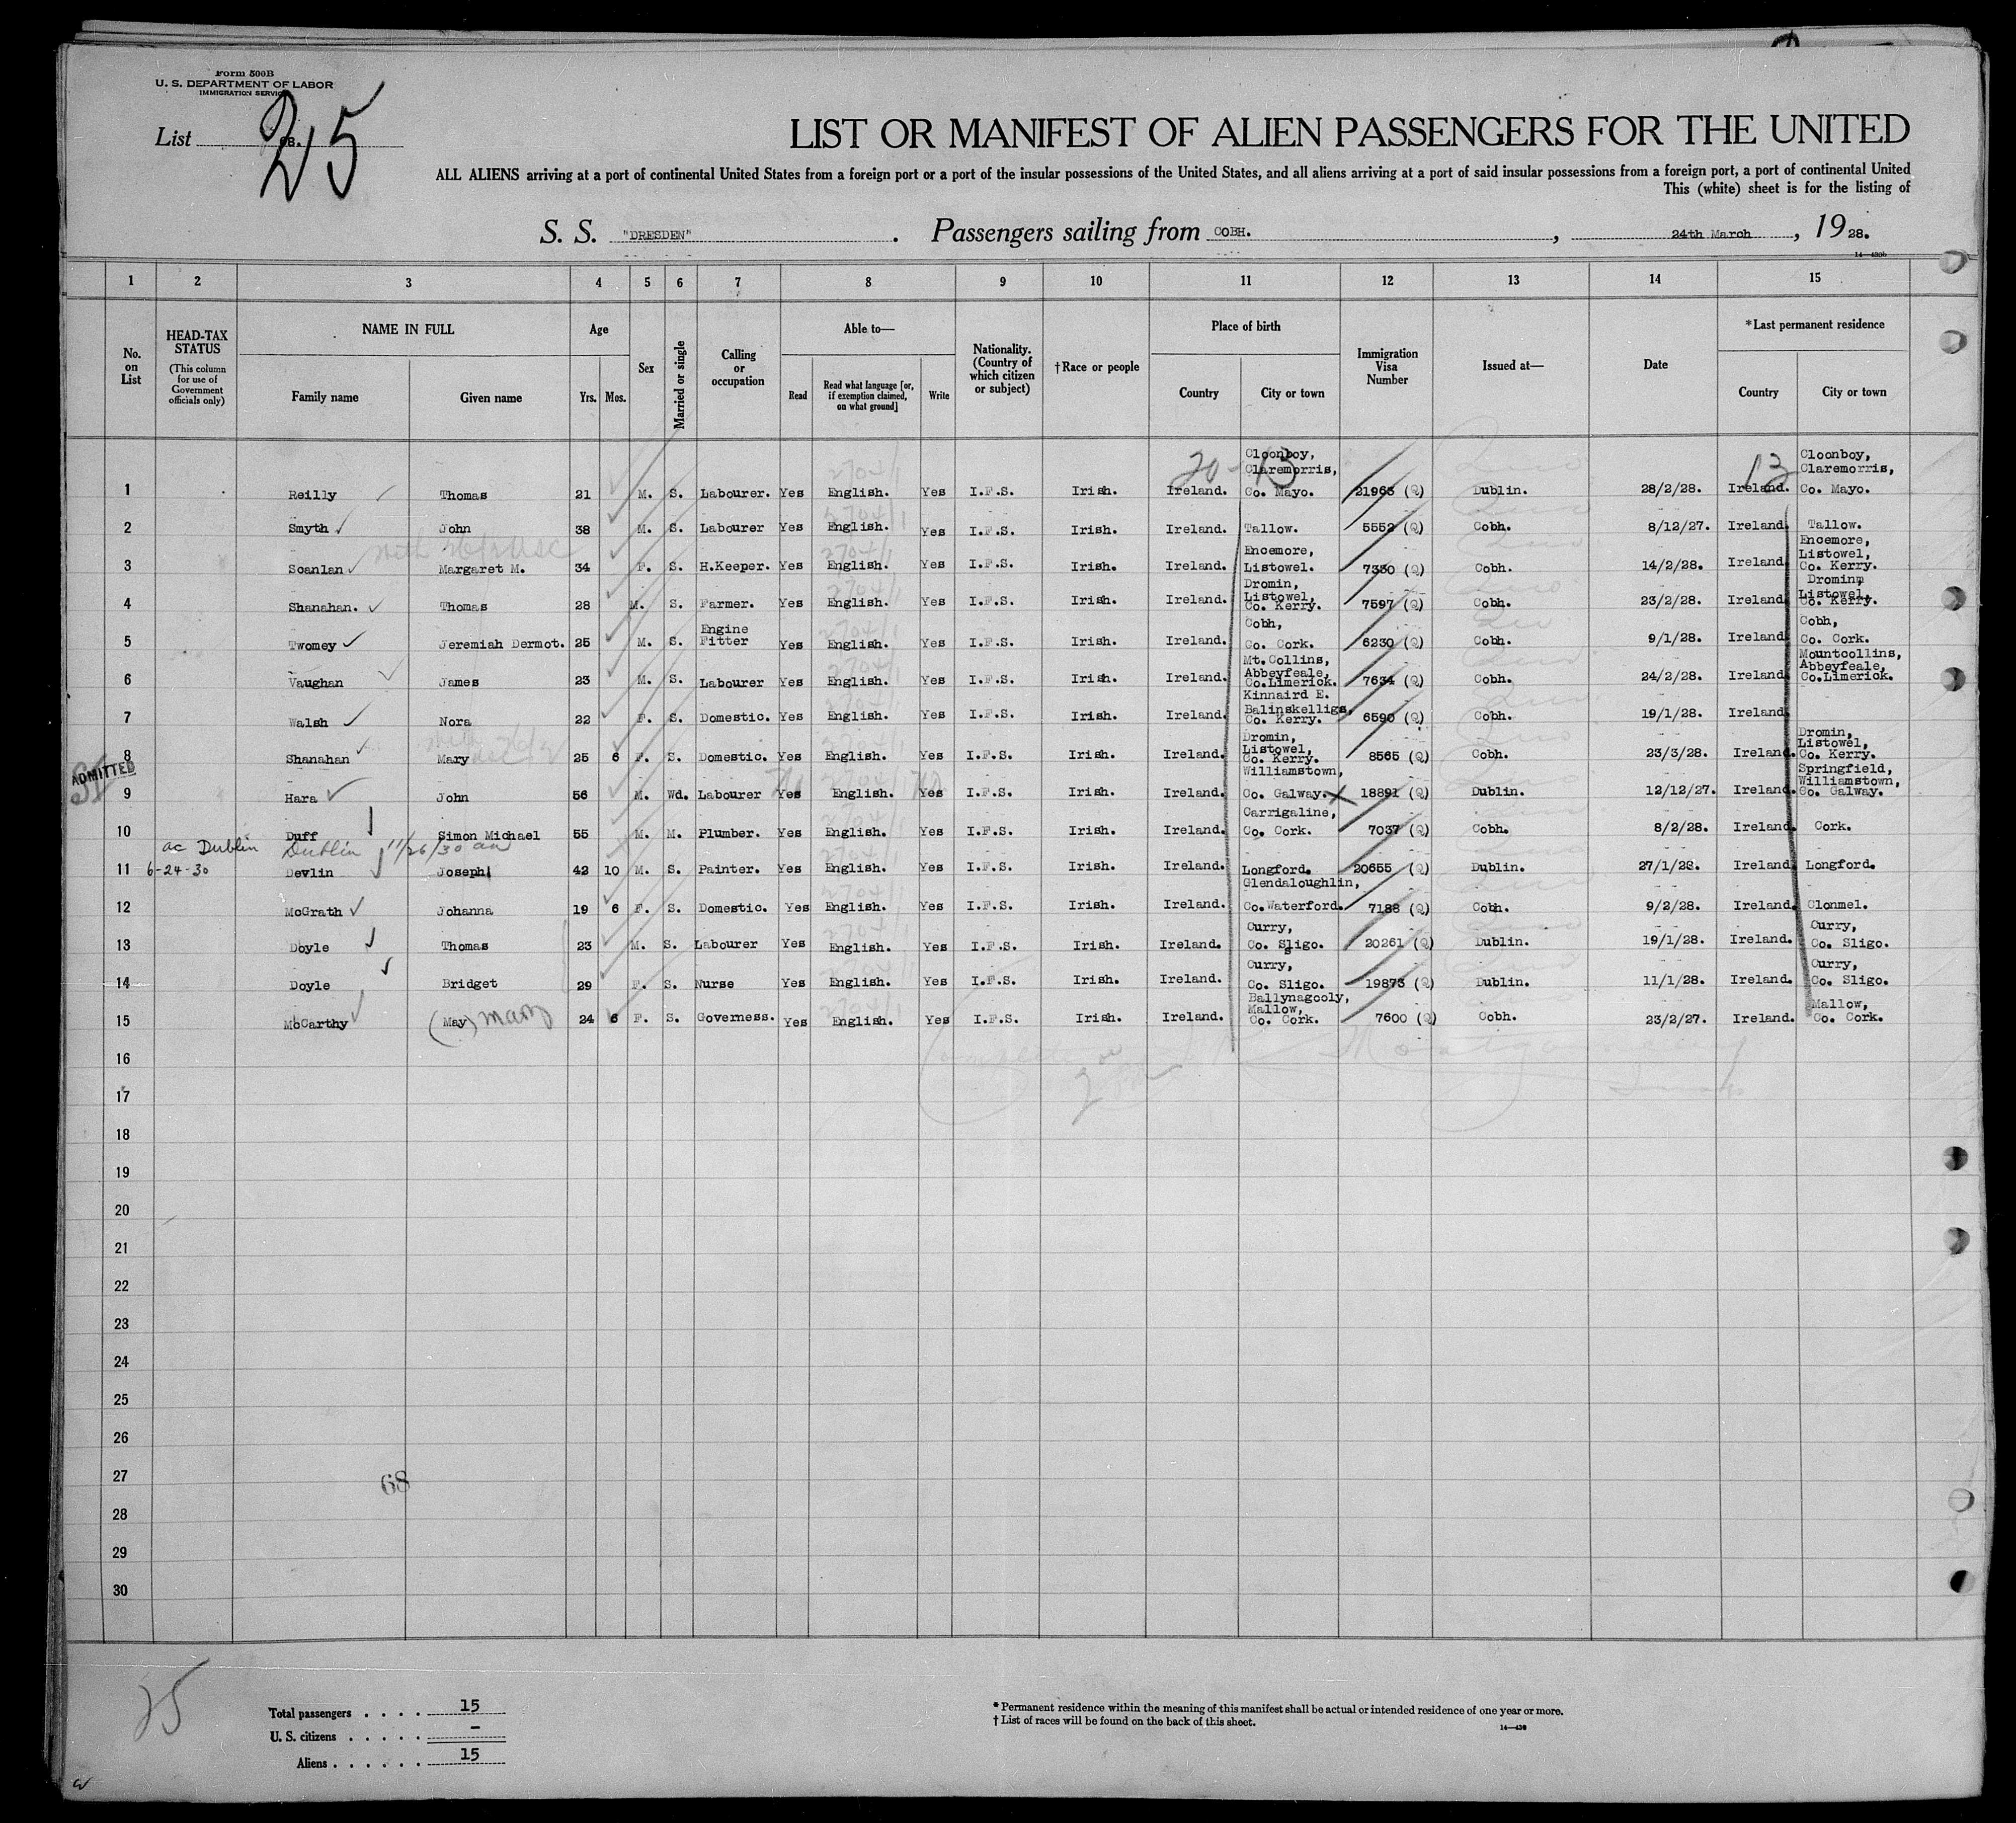 Form 500B
U. S. DEPARTMENT OF LABOR
IMMIGRATION SERVICE
List 68.
25
LIST OR MANIFEST OF ALIEN PASSENGERS FOR THE UNITED
ALL ALIENS arriving at a port of continental United States from a foreign port or a port of the insular possessions of the United States, and all aliens arriving at a port of said insular possessions from a foreign port, a port of continental United
This (white) sheet is for the listing of
S. S. "DRESDEN" . Passengers sailing from COBH. , 24th March , 19 28.
14—430b
1 2 3 4 5 6 7 8 9 10 11 12 13 14 15
No. on List
HEAD-TAX STATUS (This column for use of Government officials only)
NAME IN FULL
Family name Given name
Age
Yrs. Mos.
Sex
Married or single
Calling or occupation
Able to—
Read Read what language [or, if exemption claimed, on what ground] Write
Nationality. (Country of which citizen or subject)
†Race or people
Place of birth
Country City or town
Immigration Visa Number
Issued at—
Date
*Last permanent residence
Country City or town
20 13 13
1 Reilly Thomas 21 M. S. Labourer. Yes English. Yes I.F.S. Irish. Ireland. Cloonboy, Claremorris, Co. Mayo. 21965 (Q) Dublin. 28/2/28. Ireland. Cloonboy, Claremorris, Co. Mayo.
2 Smyth John 38 M. S. Labourer Yes English. Yes I.F.S. Irish. Ireland. Tallow. 5552 (Q) Cobh. 8/12/27. Ireland Tallow.
3 Scanlan Margaret M. 34 F. S. H.Keeper. Yes English. Yes I.F.S. Irish. Ireland. Encemore, Listowel. 7330 (Q) Cobh. 14/2/28. Ireland Encemore, Listowel, Co. Kerry.
4 Shanahan. Thomas 28 M. S. Farmer. Yes English. Yes I.F.S. Irish. Ireland. Dromin, Listowel, Co. Kerry. 7597 (Q) Cobh. 23/2/28. Ireland Dromin, Listowel, Co. Kerry.
5 Twomey Jeremiah Dermot. 25 M. S. Engine Fitter Yes English. Yes I.F.S. Irish. Ireland. Cobh, Co. Cork. 6230 (Q) Cobh. 9/1/28. Ireland Cobh, Co. Cork.
6 Vaughan James 23 M. S. Labourer Yes English. Yes I.F.S. Irish. Ireland. Mt.Collins, Abbeyfeale, Co.Limerick. 7634 (Q) Cobh. 24/2/28. Ireland Mountcollins, Abbeyfeale, Co.Limerick.
7 Walsh Nora 22 F. S. Domestic. Yes English. Yes I.F.S. Irish. Ireland. Kinnaird E. Balinskelligs, Co. Kerry. 6590 (Q) Cobh. 19/1/28. Ireland
8 Shanahan Mary 25 6 F. S. Domestic. Yes English. Yes I.F.S. Irish. Ireland. Dromin, Listowel, Co. Kerry. 8565 (Q) Cobh. 23/3/28. Ireland Dromin, Listowel, Co. Kerry.
ADMITTED
9 Hara John 56 M. Wd. Labourer Yes English. Yes I.F.S. Irish. Ireland. Williamstown, Co. Galway. 18891 (Q) Dublin. 12/12/27. Ireland. Springfield, Williamstown, Co. Galway.
10 Duff Simon Michael 55 M. M. Plumber. Yes English. Yes I.F.S. Irish. Ireland. Carrigaline, Co. Cork. 7037 (Q) Cobh. 8/2/28. Ireland. Cork.
ac Dublin Dublin 11/26/30 an
11 6-24-30 Devlin Joseph 42 10 M. S. Painter. Yes English. Yes I.F.S. Irish. Ireland. Longford. 20655 (Q) Dublin. 27/1/28. Ireland Longford.
12 McGrath Johanna 19 6 F. S. Domestic. Yes English. Yes I.F.S. Irish. Ireland. Glendaloughlin, Co.Waterford. 7188 (Q) Cobh. 9/2/28. Ireland. Clonmel.
13 Doyle Thomas 23 M. S. Labourer Yes English. Yes I.F.S. Irish. Ireland. Curry, Co. Sligo. 20261 (Q) Dublin. 19/1/28. Ireland. Curry, Co. Sligo.
14 Doyle Bridget 29 F. S. Nurse Yes English. Yes I.F.S. Irish. Ireland. Curry, Co. Sligo. 19873 (Q) Dublin. 11/1/28. Ireland. Curry, Co. Sligo.
15 McCarthy (May) Mary 24 6 F. S. Governess. Yes English. Yes I.F.S. Irish. Ireland. Ballynagooly, Mallow, Co. Cork. 7600 (Q) Cobh. 23/2/27. Ireland. Mallow, Co. Cork.
16
17
18
19
20
21
22
23
24
25
26
27
68
28
29
30
25
Total passengers . . . . 15
U. S. citizens . . . . . –
Aliens . . . . . . 15
* Permanent residence within the meaning of this manifest shall be actual or intended residence of one year or more.
† List of races will be found on the back of this sheet.
14—430